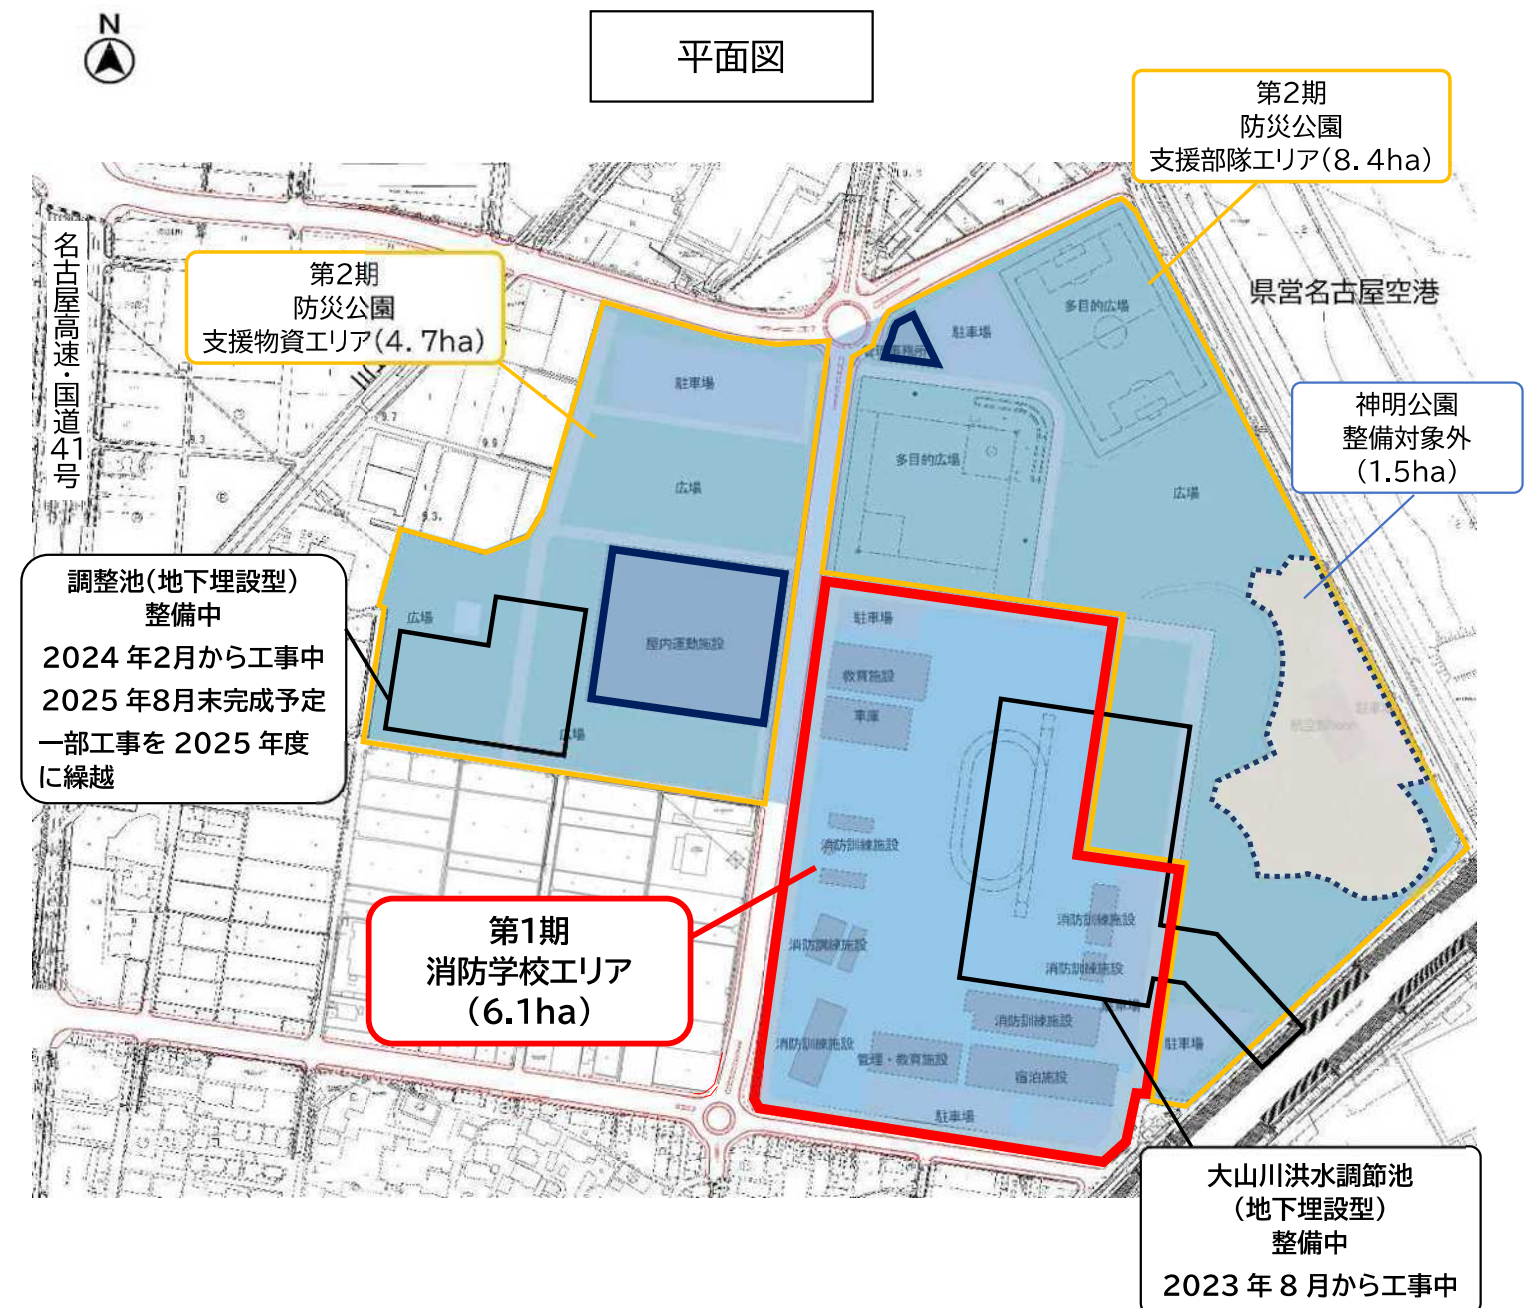 N
平面図
第2期
防災公園
支援部隊エリア(8.4ha)
名古屋高速・国道41号
第2期
防災公園
支援物資エリア(4.7ha)
県営名古屋空港
神明公園
整備対象外
(1.5ha)
多目的広場
駐車場
駐車場
多目的広場
広場
広場
9.7
9.9
9.3
調整池(地下埋設型)
整備中
2024年2月から工事中
2025年8月末完成予定
一部工事を2025年度
に繰越
広場
屋内運動施設
広場
駐車場
教育施設
車庫
消防訓練施設
消防訓練施設
消防訓練施設
消防訓練施設
消防訓練施設
消防訓練施設
管理・教育施設
宿泊施設
駐車場
駐車場
第1期
消防学校エリア
(6.1ha)
大山川洪水調節池
(地下埋設型)
整備中
2023年8月から工事中